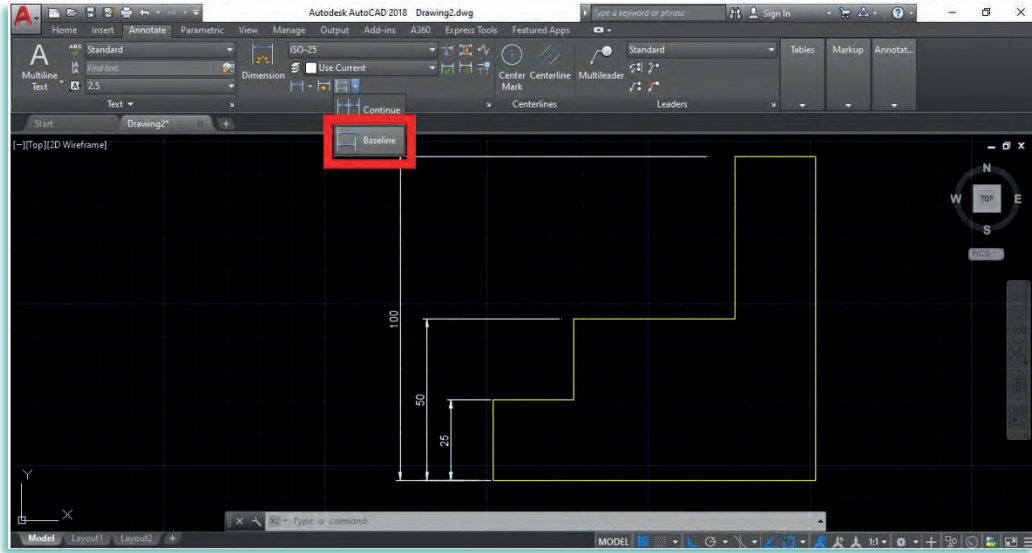 Autodesk AutoCAD 2018 Drawing2.dwg
Type a keyword or phrase
Sign In
Home Insert Annotate Parametric View Manage Output Add-ins A360 Express Tools Featured Apps
A
Multiline
Text
Standard
Find text
2.5
Dimension
ISO-25
Use Current
Center
Mark
Centerline
Multileader
Standard
Tables
Markup
Annotat...
Text
Centerlines
Leaders
Continue
Baseline
Start
Drawing2*
[−][Top][2D Wireframe]
N
W
TOP
E
S
WCS
100
50
25
Y
X
Type a command
Model Layout1 Layout2 +
MODEL
1:1